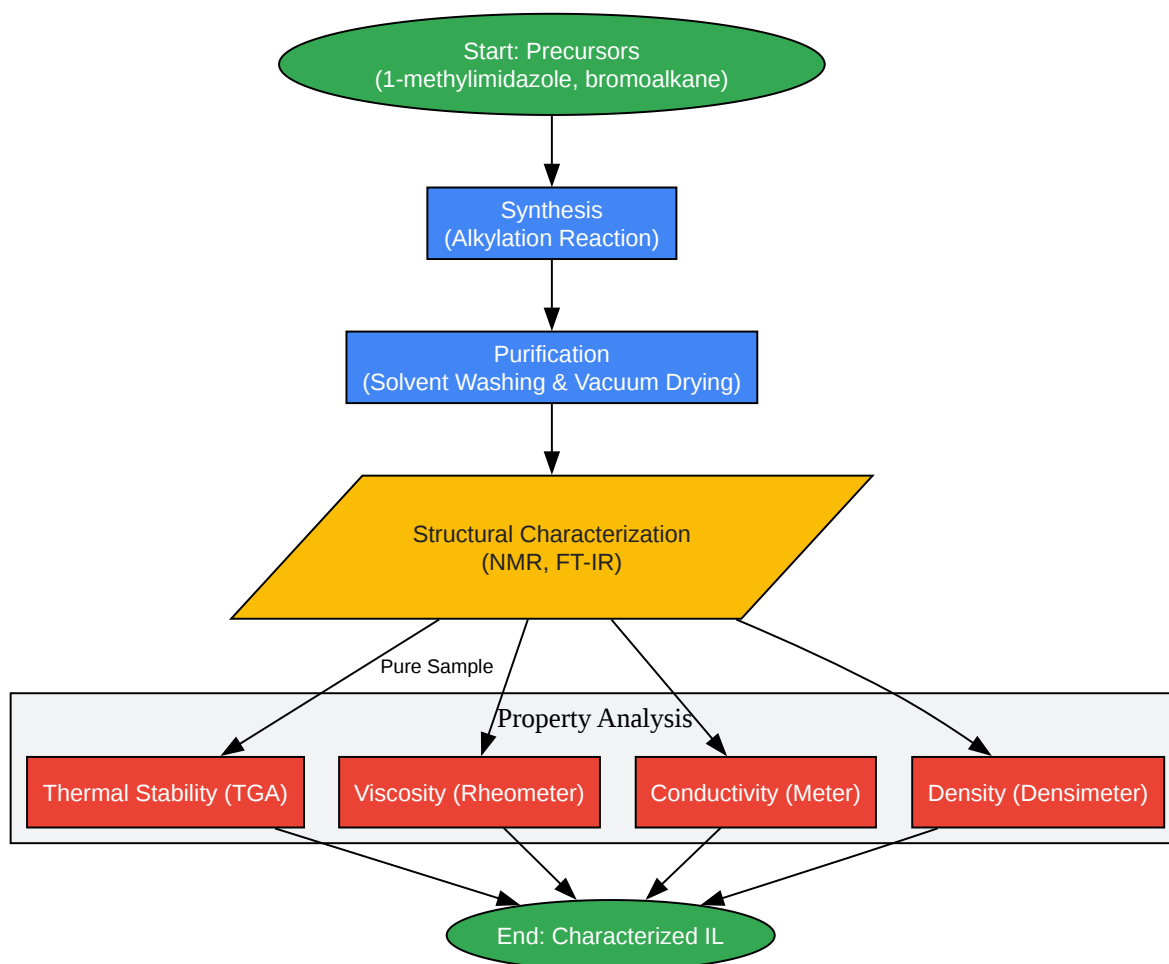 Start: Precursors
(1-methylimidazole, bromoalkane)
Synthesis
(Alkylation Reaction)
Purification
(Solvent Washing & Vacuum Drying)
Structural Characterization
(NMR, FT-IR)
Pure Sample
Property Analysis
Thermal Stability (TGA)
Viscosity (Rheometer)
Conductivity (Meter)
Density (Densimeter)
End: Characterized IL